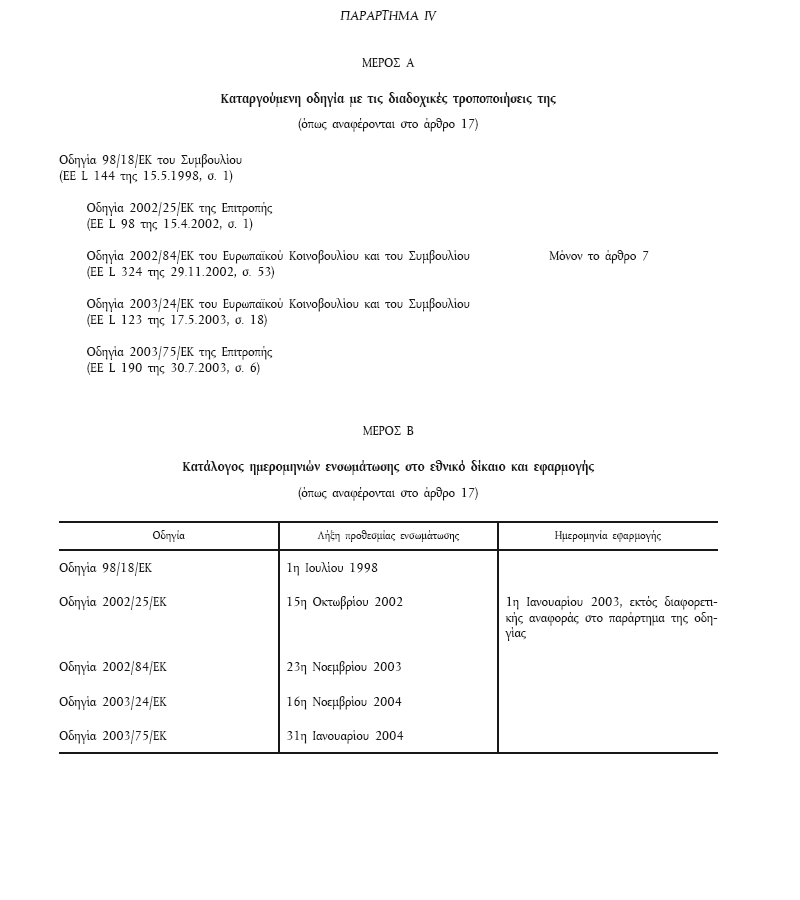 ΠΑΡΑΡΤΗΜΑ IV
ΜΕΡΟΣ Α
Καταργούμενη οδηγία με τις διαδοχικές τροποποιήσεις της
(όπως αναφέρονται στο άρθρο 17)
Οδηγία 98/18/ΕΚ του Συμβουλίου
(ΕΕ L 144 της 15.5.1998, σ. 1)
Οδηγία 2002/25/ΕΚ της Επιτροπής
(ΕΕ L 98 της 15.4.2002, σ. 1)
Οδηγία 2002/84/ΕΚ του Ευρωπαϊκού Κοινοβουλίου και του Συμβουλίου Μόνον το άρθρο 7
(ΕΕ L 324 της 29.11.2002, σ. 53)
Οδηγία 2003/24/ΕΚ του Ευρωπαϊκού Κοινοβουλίου και του Συμβουλίου
(ΕΕ L 123 της 17.5.2003, σ. 18)
Οδηγία 2003/75/ΕΚ της Επιτροπής
(ΕΕ L 190 της 30.7.2003, σ. 6)
ΜΕΡΟΣ Β
Κατάλογος ημερομηνιών ενσωμάτωσης στο εθνικό δίκαιο και εφαρμογής
(όπως αναφέρονται στο άρθρο 17)
Οδηγία Λήξη προθεσμίας ενσωμάτωσης Ημερομηνία εφαρμογής
Οδηγία 98/18/ΕΚ 1η Ιουλίου 1998
Οδηγία 2002/25/ΕΚ 15η Οκτωβρίου 2002 1η Ιανουαρίου 2003, εκτός διαφορετι-
κής αναφοράς στο παράρτημα της οδη-
γίας
Οδηγία 2002/84/ΕΚ 23η Νοεμβρίου 2003
Οδηγία 2003/24/ΕΚ 16η Νοεμβρίου 2004
Οδηγία 2003/75/ΕΚ 31η Ιανουαρίου 2004